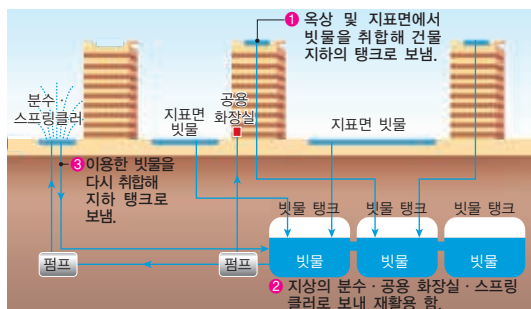 ❶ 옥상 및 지표면에서
빗물을 취합해 건물
지하의 탱크로 보냄.
분수
스프링클러
지표면
빗물
공용
화장실
지표면 빗물
❸ 이용한 빗물을
다시 취합해
지하 탱크로
보냄.
빗물 탱크
빗물 탱크
빗물 탱크
펌프
펌프
빗물
빗물
빗물
❷ 지상의 분수 · 공용 화장실 · 스프링
클러로 보내 재활용 함.